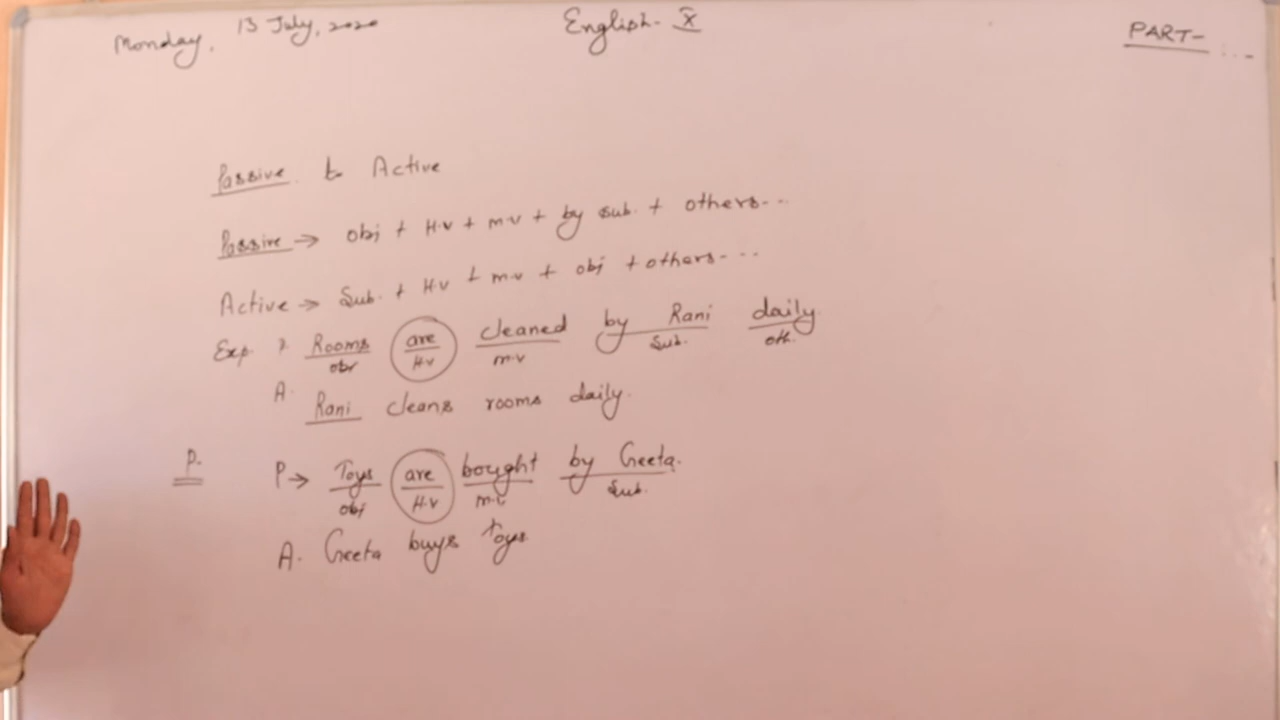 Monday, 13 July, 2020 English - X PART-
Passive to Active
Passive → Obj + H.v + m.v + by sub. + others...
Active → Sub. + H.v + m.v + obj + others...
Exp. Rooms are cleaned by Rani daily.
obj H.v m.v Sub. oth.
A. Rani cleans rooms daily.
P. P → Toys are bought by Geeta.
obj H.v m.v Sub.
A. Geeta buys Toys